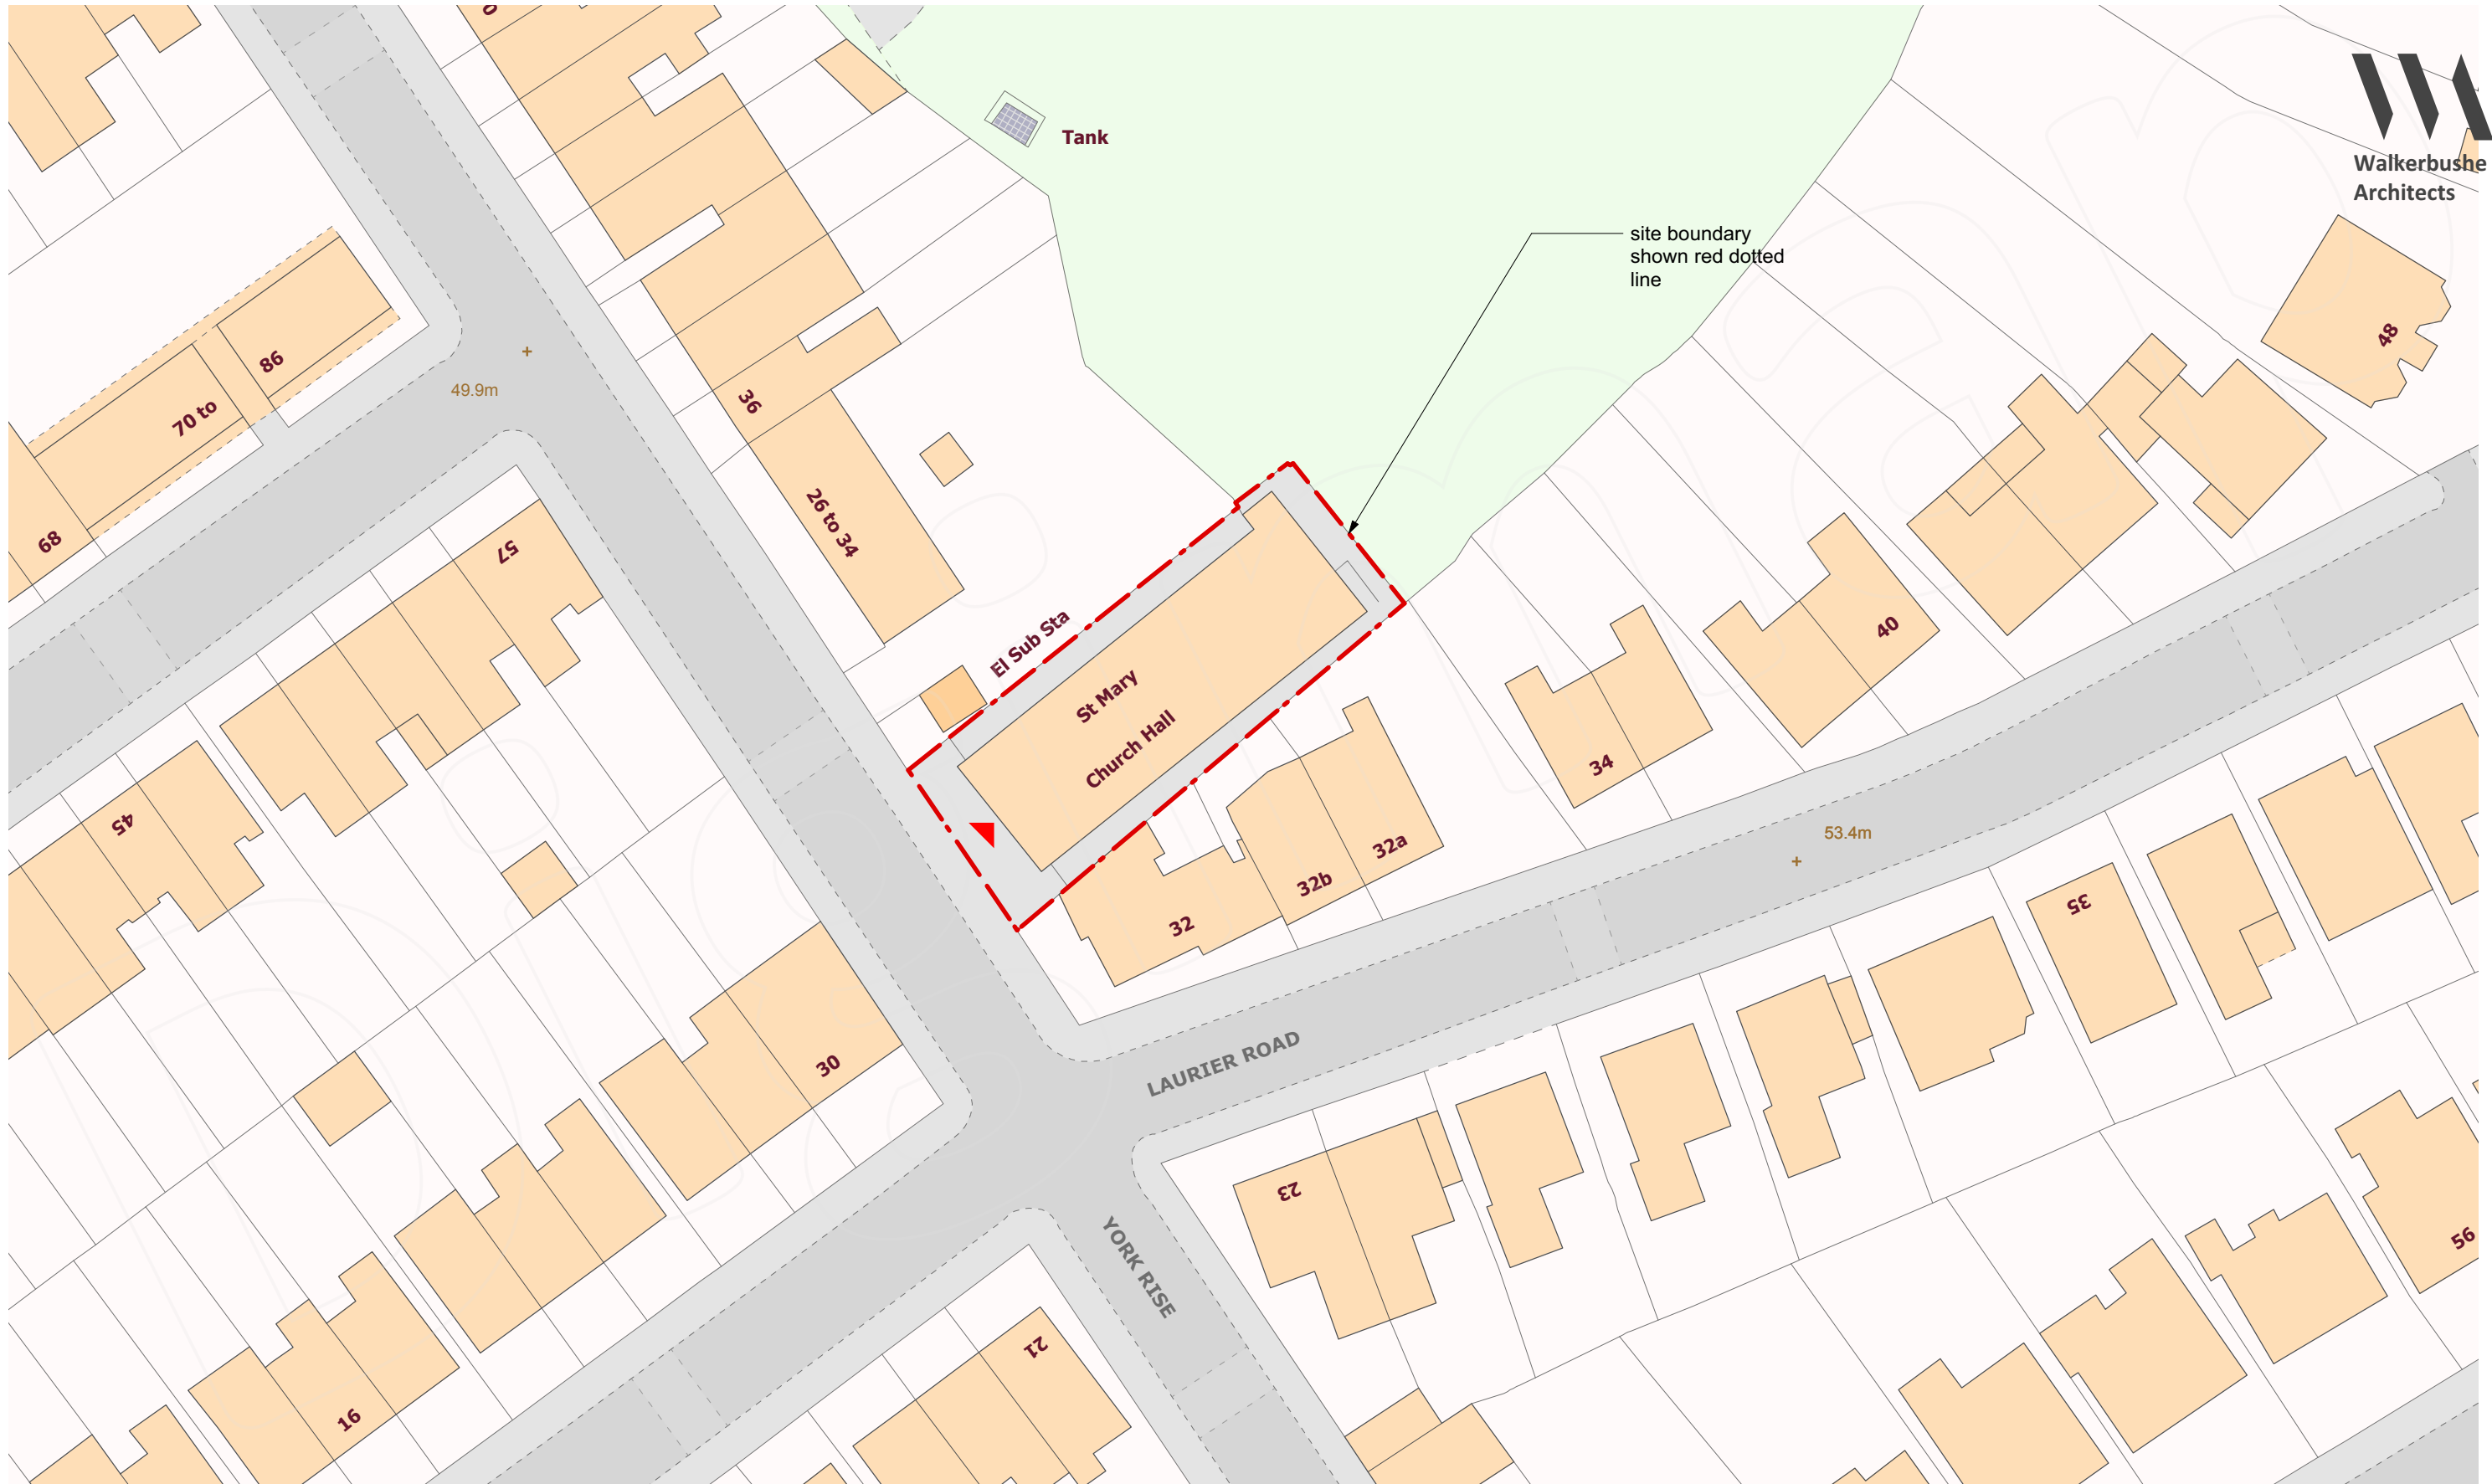 Tank
Walkerbushe
Architects
site boundary
shown red dotted
line
48
86
70 to
49.9m
36
68
57
26 to 34
El Sub Sta
St Mary
Church Hall
40
34
45
32a
32b
32
53.4m
35
30
LAURIER ROAD
23
YORK RISE
56
21
16